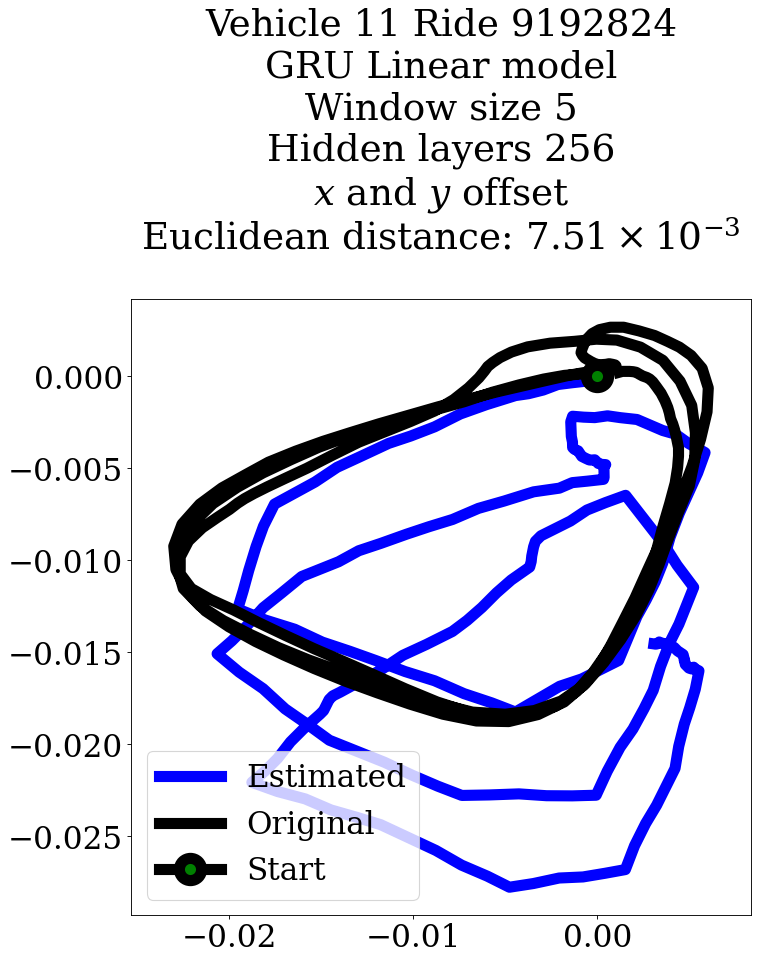 Vehicle 11 Ride 9192824
GRU Linear model
Window size 5
Hidden layers 256
x and y offset
Euclidean distance: 7.51 × 10⁻³
0.000
−0.005
−0.010
−0.015
−0.020
−0.025
Estimated
Original
Start
−0.02
−0.01
0.00